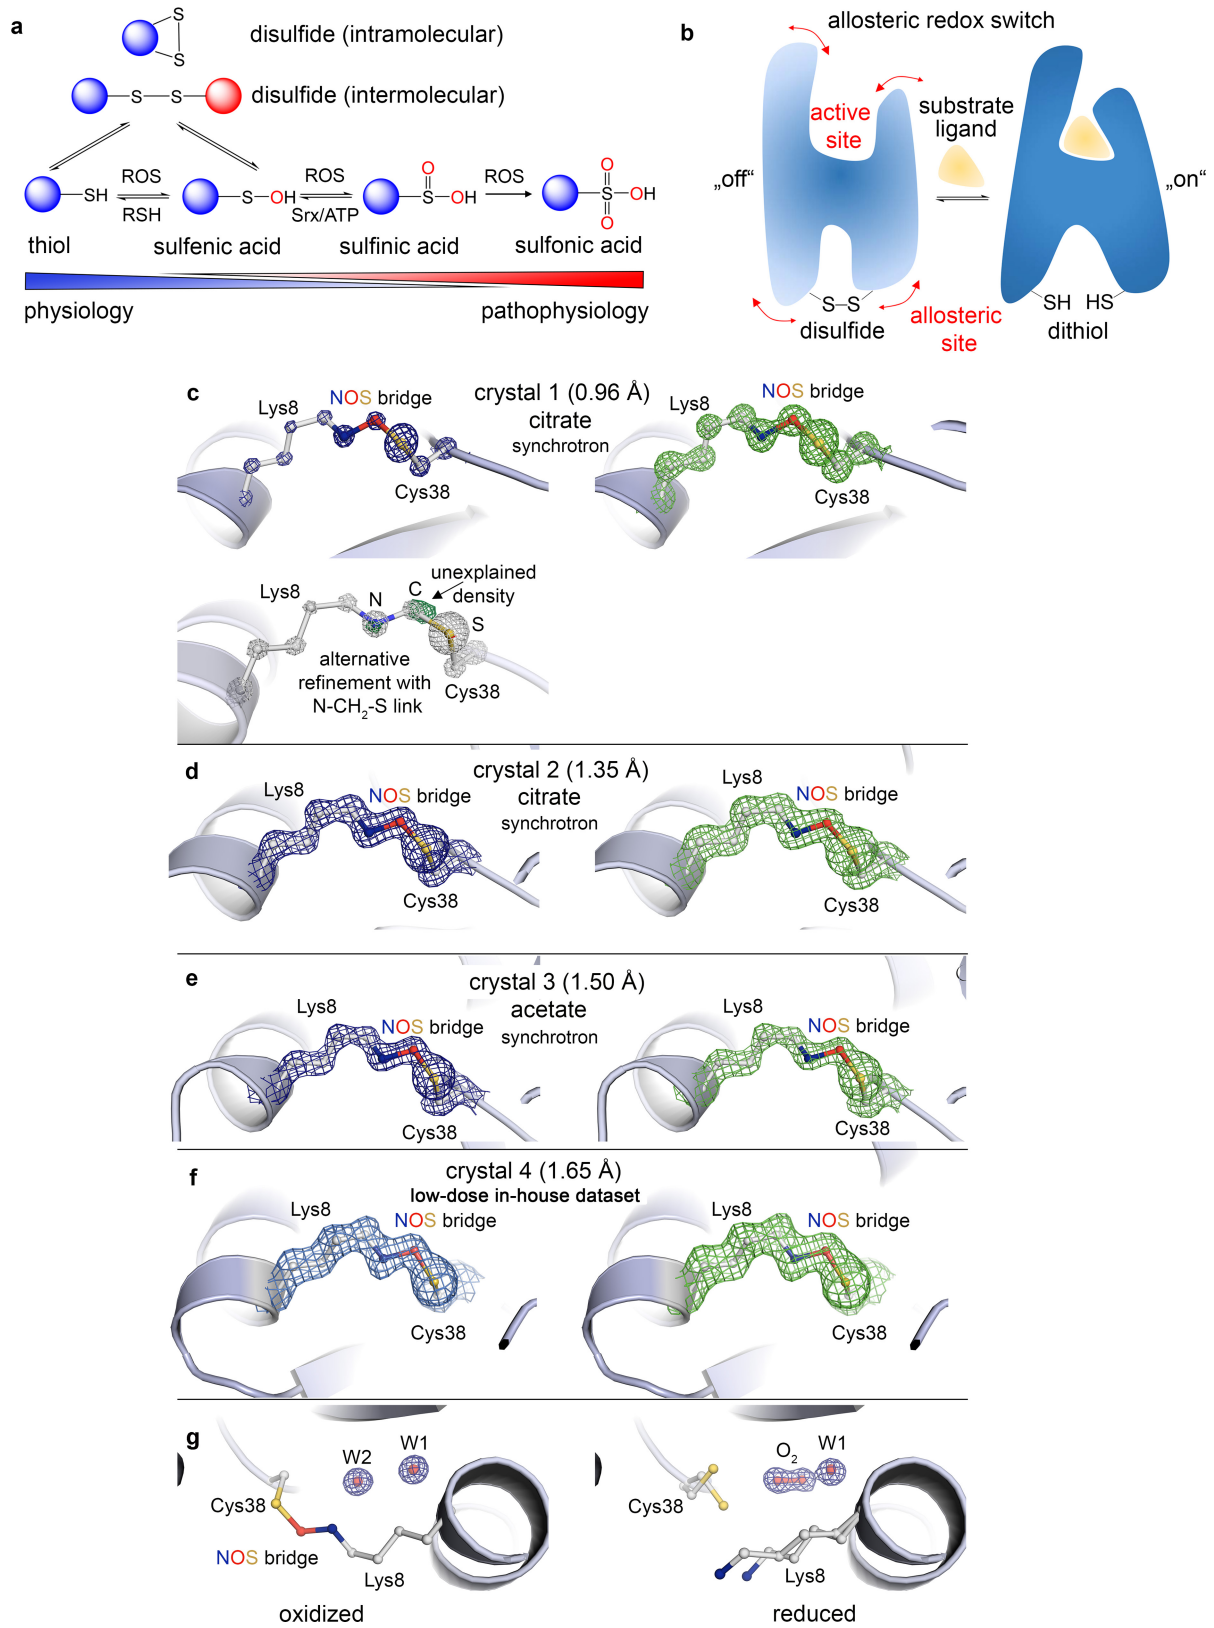 a
S
S
disulfide (intramolecular)
S S
disulfide (intermolecular)
SH
ROS
RSH
S OH
ROS
Srx/ATP
O
S
OH
ROS
O
S
OH
O
thiol
sulfenic acid
sulfinic acid
sulfonic acid
physiology
pathophysiology
b
allosteric redox switch
active
site
substrate
ligand
„off“
„on“
S–S
disulfide
allosteric
site
SH HS
dithiol
c
Lys8
NOS bridge
Cys38
crystal 1 (0.96 Å)
citrate
synchrotron
Lys8
NOS bridge
Cys38
Lys8
N
C
S
unexplained
density
alternative
refinement with
N-CH2-S link
Cys38
d
Lys8
NOS bridge
Cys38
crystal 2 (1.35 Å)
citrate
synchrotron
Lys8
NOS bridge
Cys38
e
Lys8
NOS bridge
Cys38
crystal 3 (1.50 Å)
acetate
synchrotron
Lys8
NOS bridge
Cys38
f
crystal 4 (1.65 Å)
low-dose in-house dataset
Lys8
NOS bridge
Cys38
Lys8
NOS bridge
Cys38
g
W2
W1
Cys38
NOS bridge
Lys8
oxidized
O2
W1
Cys38
Lys8
reduced